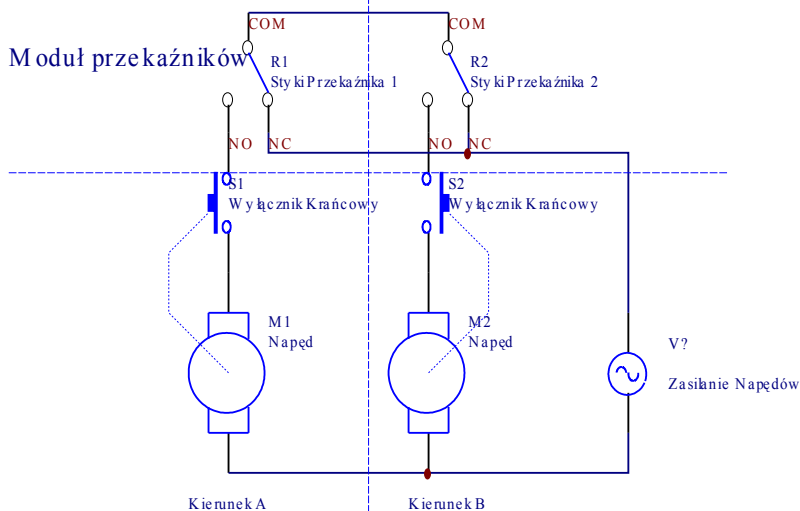 COM
COM
Moduł przekaźników
R1
Styki Przekaźnika 1
R2
Styki Przekaźnika 2
NO
NC
NO
NC
S1
Wyłącznik Krańcowy
S2
Wyłącznik Krańcowy
M1
Napęd
M2
Napęd
V?
Zasilanie Napędów
Kierunek A
Kierunek B